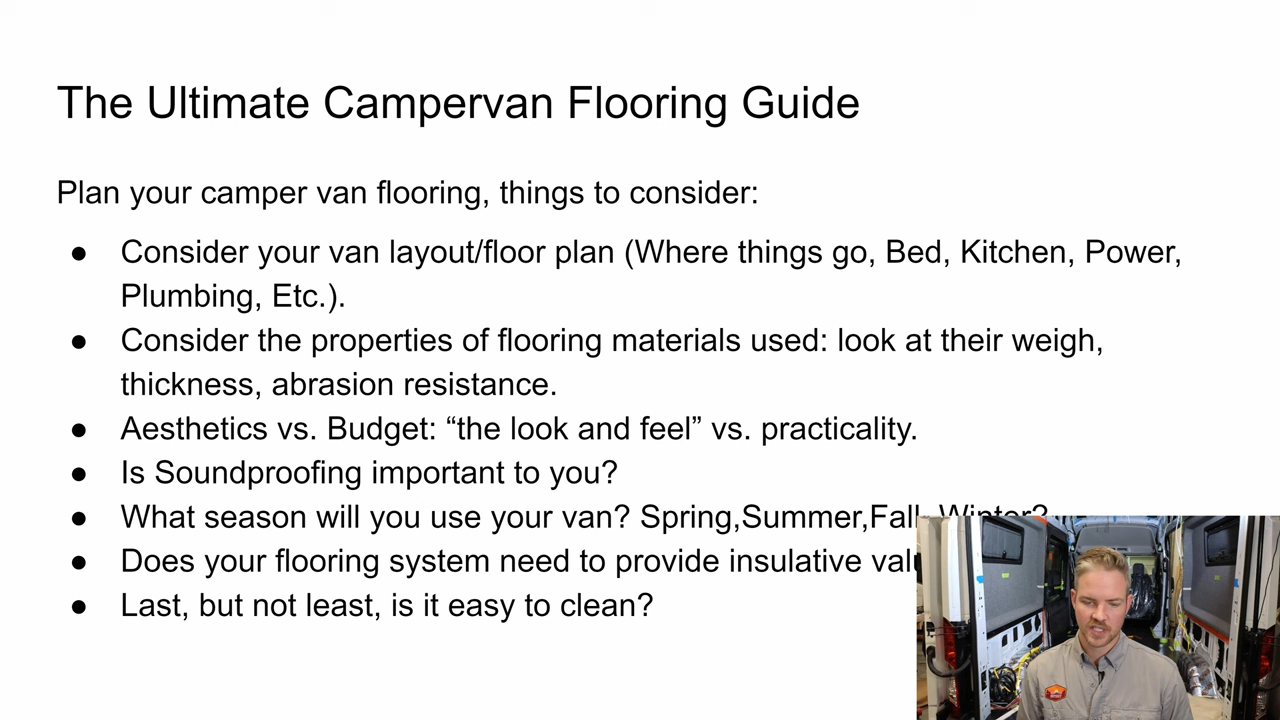 The Ultimate Campervan Flooring Guide
Plan your camper van flooring, things to consider:
● Consider your van layout/floor plan (Where things go, Bed, Kitchen, Power,
Plumbing, Etc.).
● Consider the properties of flooring materials used: look at their weigh,
thickness, abrasion resistance.
● Aesthetics vs. Budget: “the look and feel” vs. practicality.
● Is Soundproofing important to you?
● What season will you use your van? Spring,Summer,Fall, Winter?
● Does your flooring system need to provide insulative
● Last, but not least, is it easy to clean?